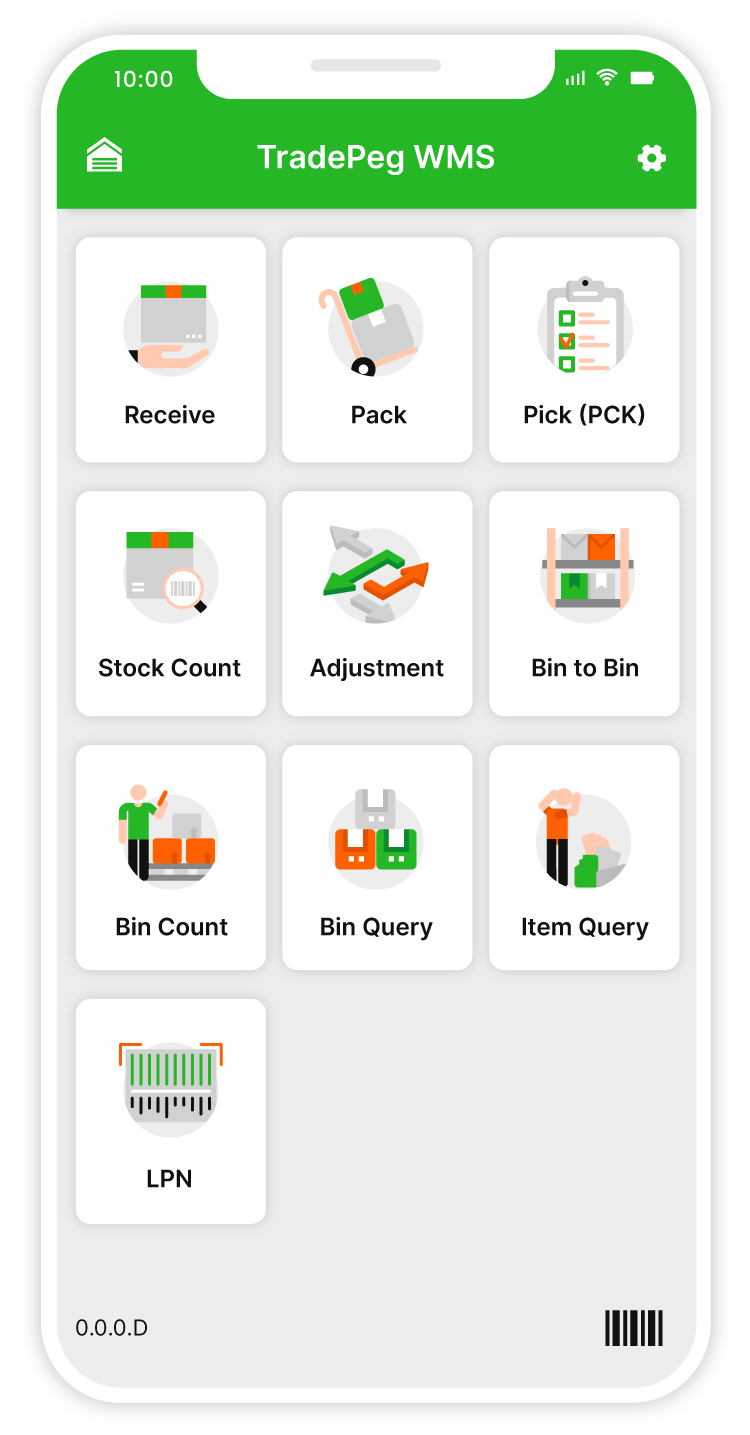 10:00
TradePeg WMS
Receive
Pack
Pick (PCK)
Stock Count
Adjustment
Bin to Bin
Bin Count
Bin Query
Item Query
LPN
0.0.0.D